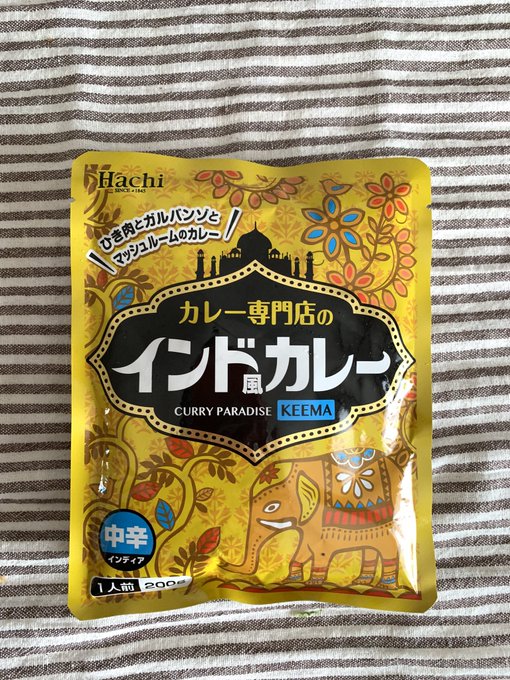 Hachi
SINCE 1845
ひき肉とガルバンゾと
マッシュルームのカレー
カレー専門店の
インド風カレー
CURRY PARADISE KEEMA
中辛
インディア
1人前 200g